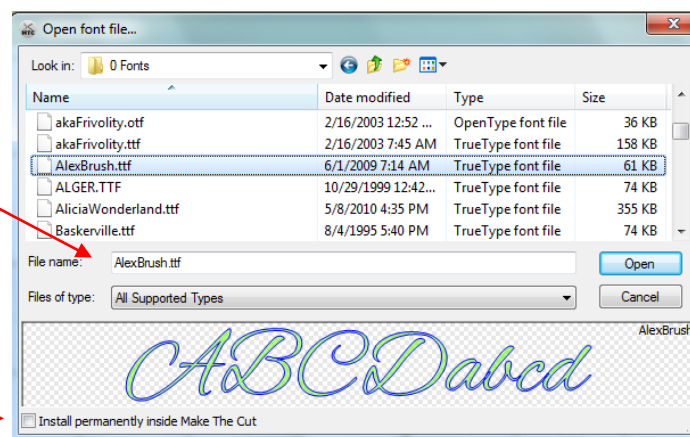 MTC Open font file...
Look in: 0 Fonts
Name Date modified Type Size
akaFrivolity.otf 2/16/2003 12:52 ... OpenType font file 36 KB
akaFrivolity.ttf 2/16/2003 7:45 AM TrueType font file 158 KB
AlexBrush.ttf 6/1/2009 7:14 AM TrueType font file 61 KB
ALGER.TTF 10/29/1999 12:42... TrueType font file 74 KB
AliciaWonderland.ttf 5/8/2010 4:35 PM TrueType font file 355 KB
Baskerville.ttf 8/4/1995 5:40 PM TrueType font file 74 KB
File name: AlexBrush.ttf Open
Files of type: All Supported Types Cancel
AlexBrush
ABCDabcd
Install permanently inside Make The Cut